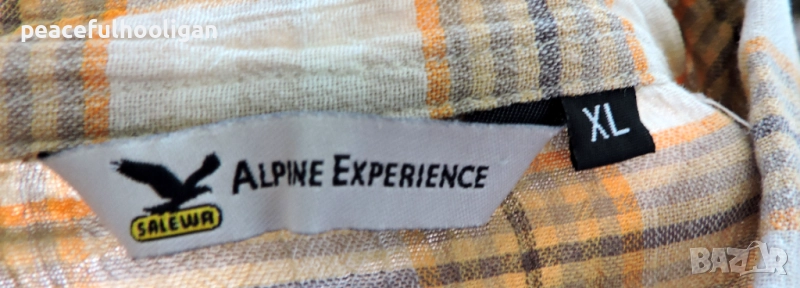 peacefulhooligan
XL
ALPINE EXPERIENCE
SALEWA
BAZAR